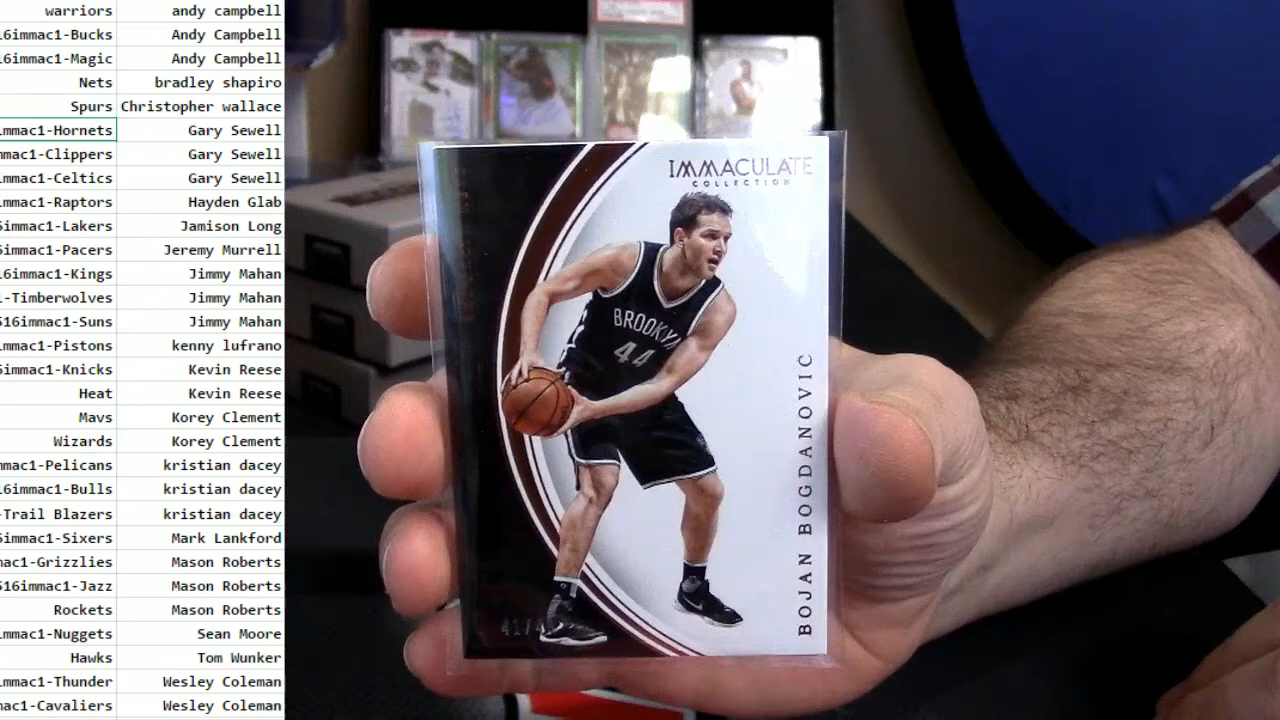 warriors andy campbell
16immac1-Bucks Andy Campbell
16immac1-Magic Andy Campbell
Nets bradley shapiro
Spurs Christopher wallace
immac1-Hornets Gary Sewell
mac1-Clippers Gary Sewell
mmac1-Celtics Gary Sewell
mmac1-Raptors Hayden Glab
6immac1-Lakers Jamison Long
6immac1-Pacers Jeremy Murrell
16immac1-Kings Jimmy Mahan
1-Timberwolves Jimmy Mahan
516immac1-Suns Jimmy Mahan
mmac1-Pistons kenny lufrano
6immac1-Knicks Kevin Reese
Heat Kevin Reese
Mavs Korey Clement
Wizards Korey Clement
mac1-Pelicans kristian dacey
16immac1-Bulls kristian dacey
-Trail Blazers kristian dacey
6immac1-Sixers Mark Lankford
mac1-Grizzlies Mason Roberts
516immac1-Jazz Mason Roberts
Rockets Mason Roberts
mmac1-Nuggets Sean Moore
Hawks Tom Wunker
immac1-Thunder Wesley Coleman
mac1-Cavaliers Wesley Coleman
IMMACULATE
COLLECTION
BROOKLYN
44
BOJAN BOGDANOVIC